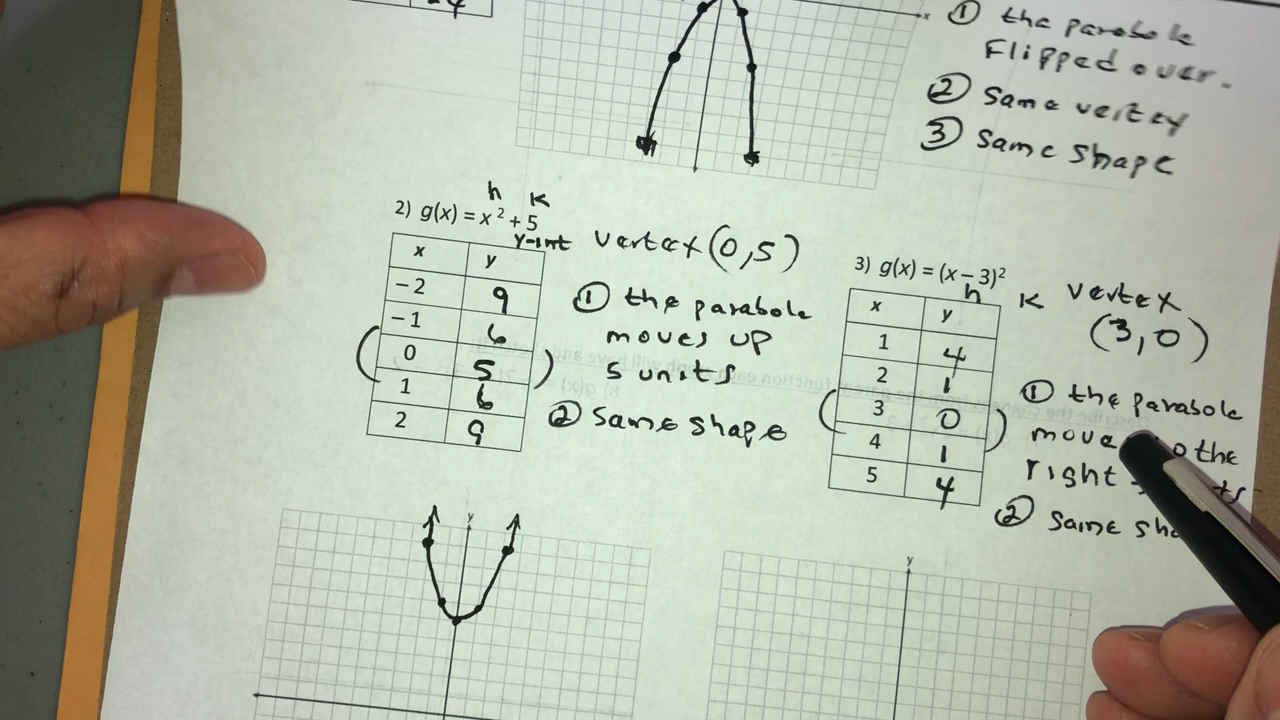 -4
x
① the parabole
Flipped over.
② Same vertex
③ Same shape
h k
2) g(x) = x² + 5
y-int vertex (0,5)
x y
-2 9
-1 6
(0 5)
1 6
2 9
① the parabole
moves up
5 units
② Same shape
3) g(x) = (x − 3)²
h k vertex
(3,0)
x y
1 4
2 1
(3 0)
4 1
5 4
① the parabole
move the
right
② same
y
y